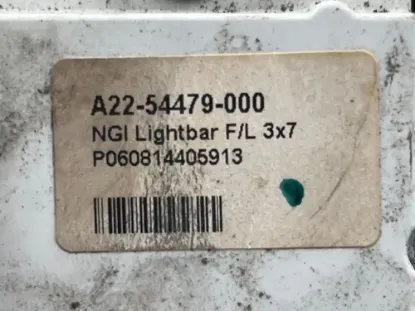 A22-54479-000
NGI Lightbar F/L 3x7
P060814405913